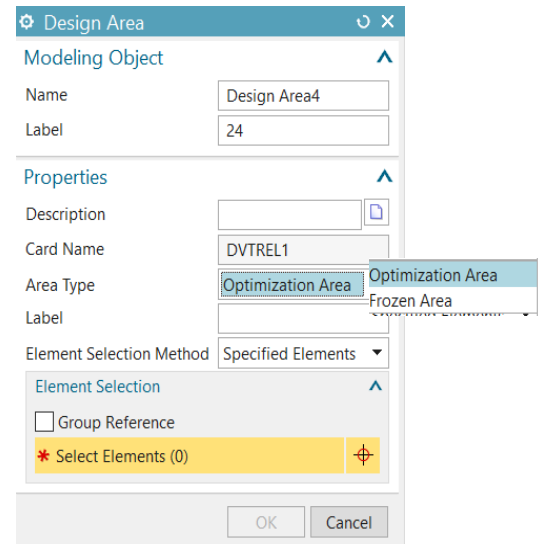 Design Area
Modeling Object
Name Design Area4
Label 24
Properties
Description
Card Name DVTREL1
Area Type Optimization Area
Optimization Area
Frozen Area
Label
Element Selection Method Specified Elements
Element Selection
Group Reference
* Select Elements (0)
OK Cancel